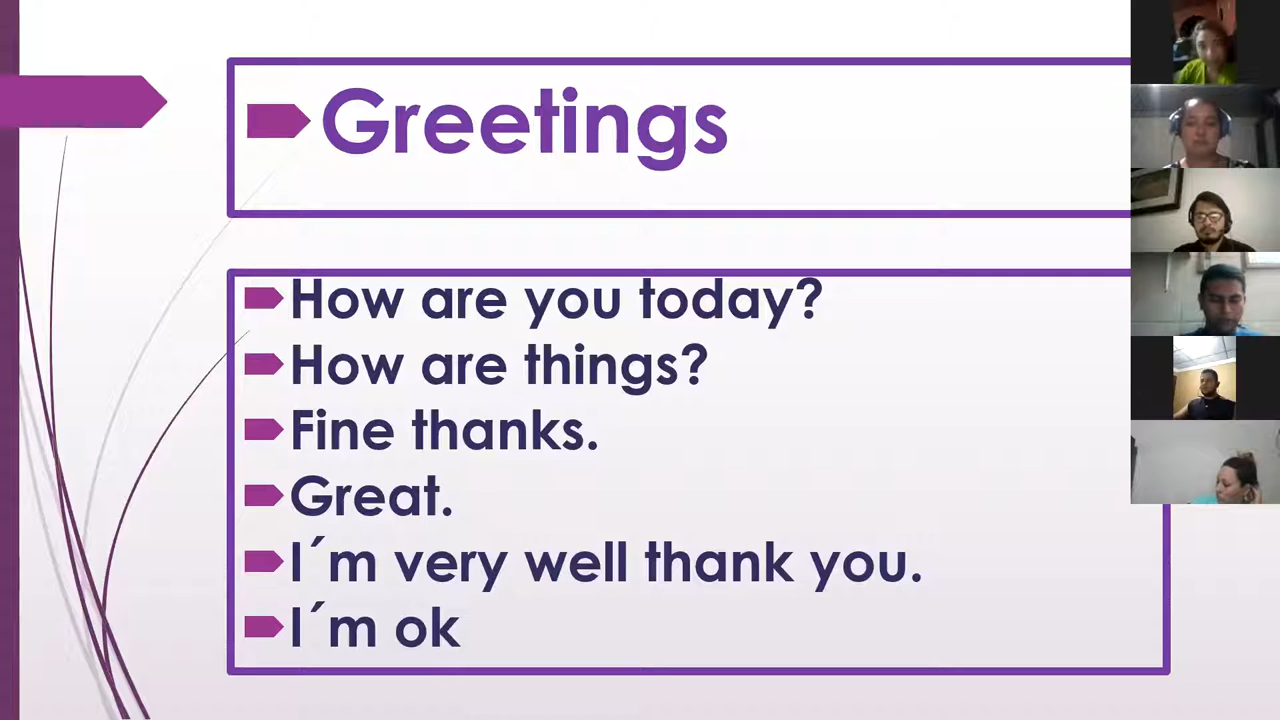 Greetings
How are you today?
How are things?
Fine thanks.
Great.
I´m very well thank you.
I´m ok